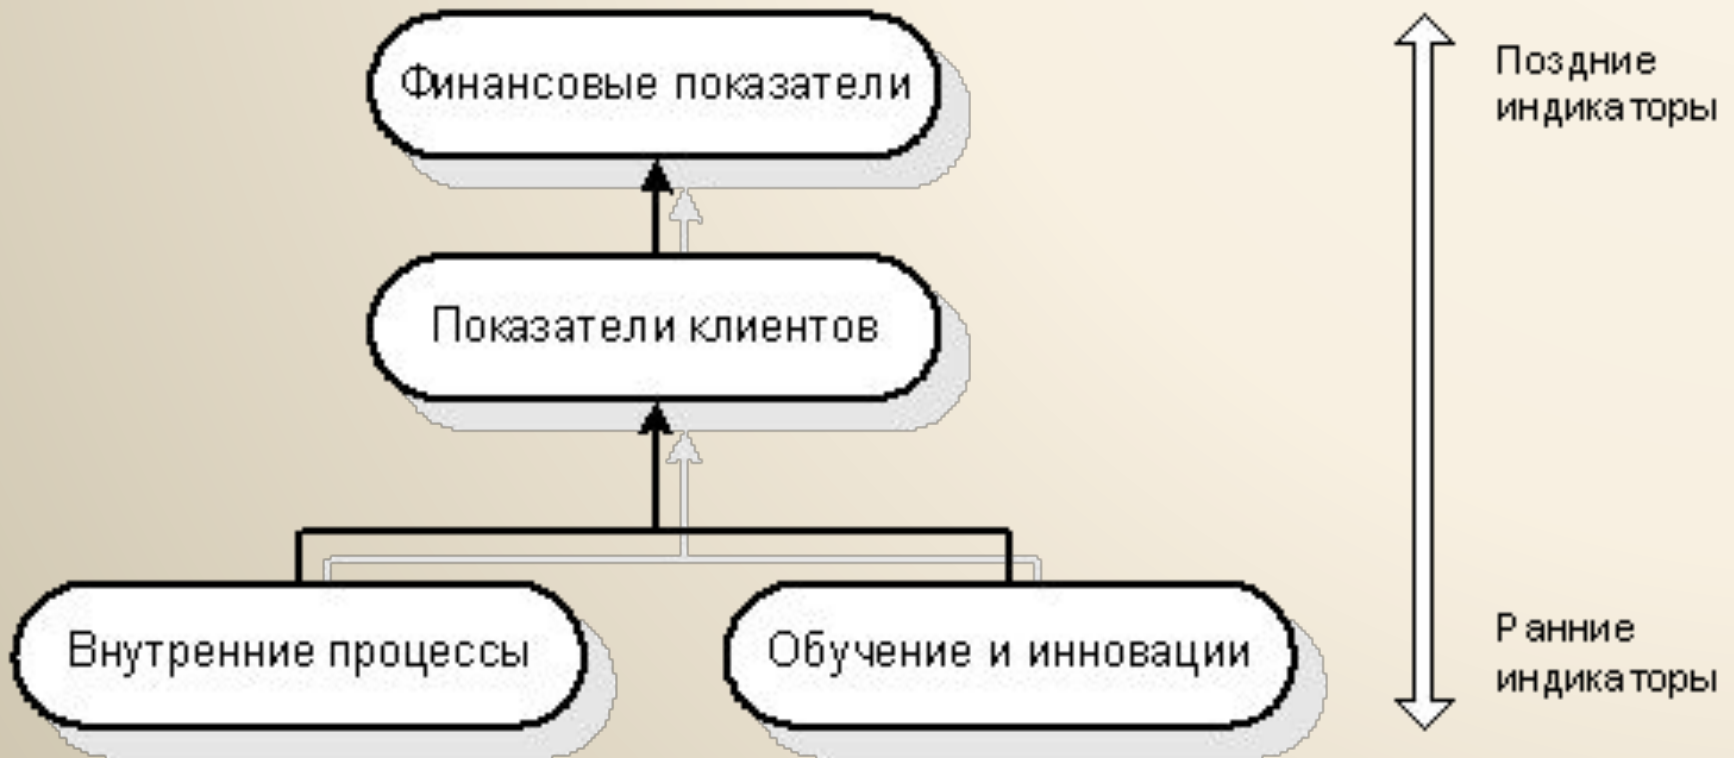 Финансовые показатели
Поздние
индикаторы
Показатели клиентов
Внутренние процессы
Обучение и инновации
Ранние
индикаторы